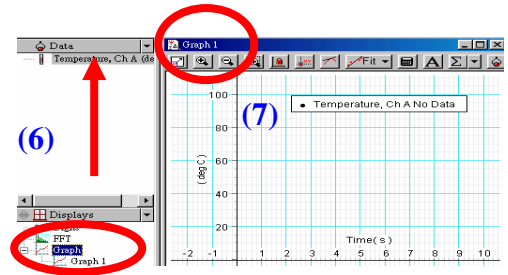 Data
Temperature, Ch A (de
(6)
Displays
FFT
Graph
Graph 1
Graph 1
Fit
A
Σ
(7)
Temperature, Ch A No Data
100
80
60
40
20
(deg C)
Time( s )
-2 -1 1 2 3 4 5 6 7 8 9 10